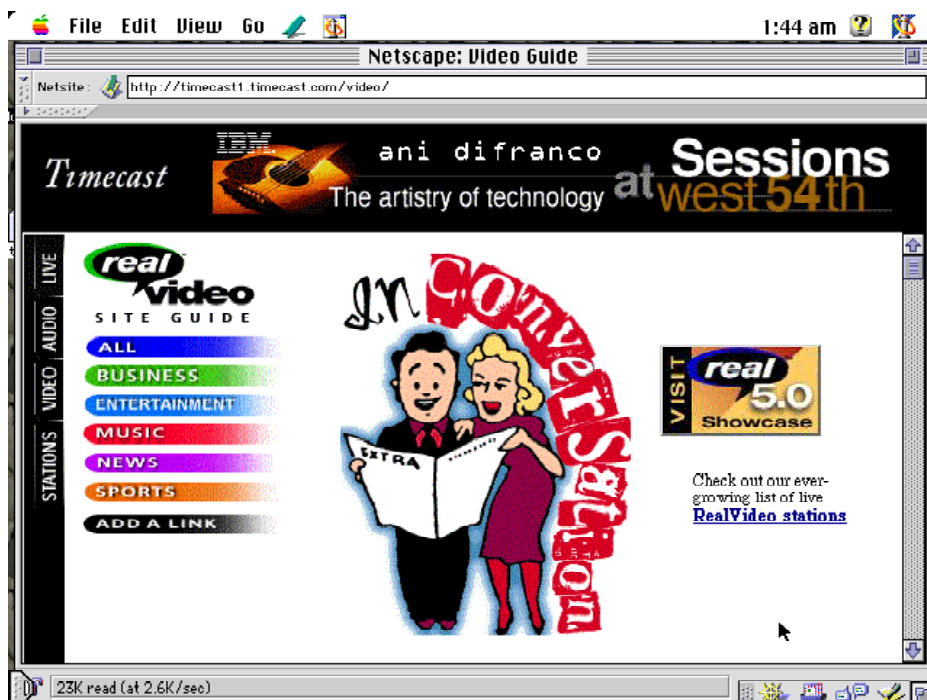 File Edit View Go
1:44 am
Netscape: Video Guide
Netsite: http://timecast1.timecast.com/video/
Timecast
IBM
ani difranco
The artistry of technology
at
Sessions
west 54th
LIVE
AUDIO
VIDEO
STATIONS
real
video
SITE GUIDE
ALL
BUSINESS
ENTERTAINMENT
MUSIC
NEWS
SPORTS
ADD A LINK
In Conversation
EXTRA
VISIT
real
5.0
Showcase
Check out our ever-
growing list of live
RealVideo stations
23K read (at 2.6K/sec)